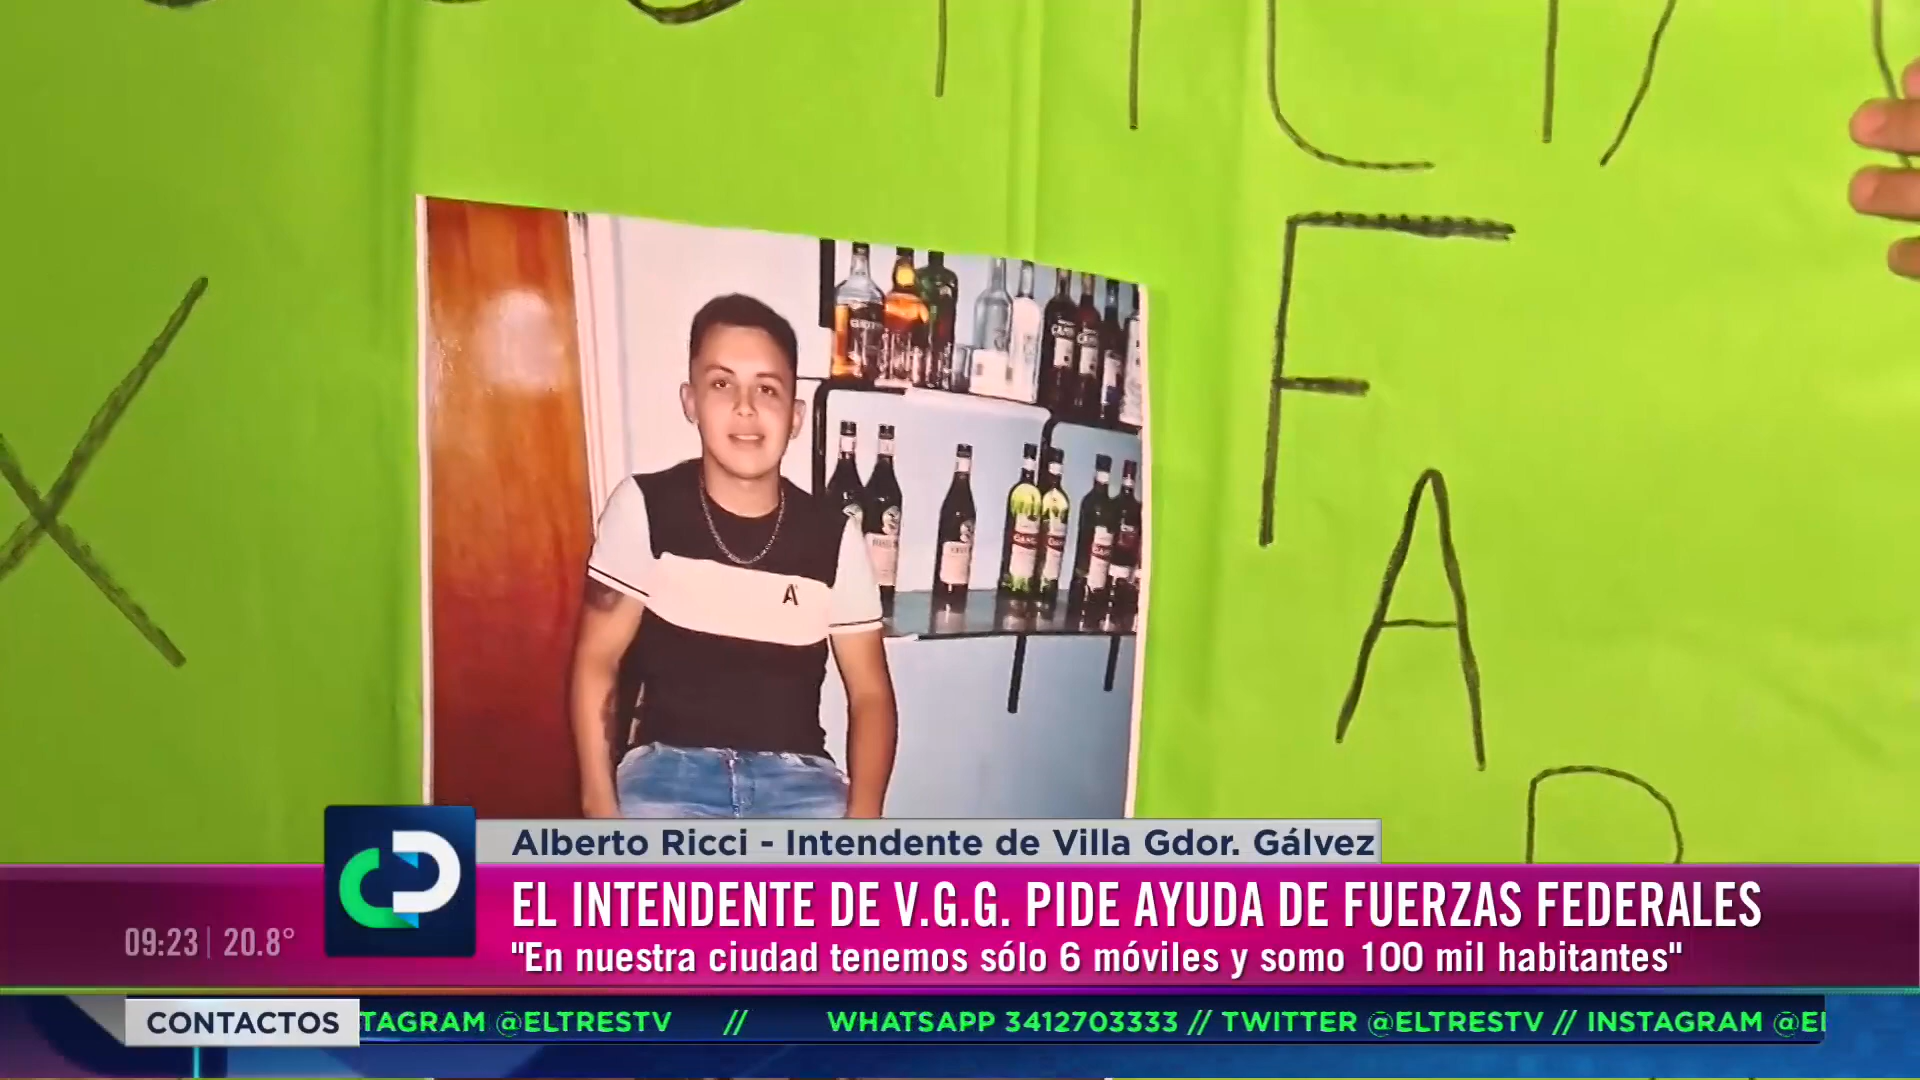 X
F
A
A
Alberto Ricci - Intendente de Villa Gdor. Gálvez
EL INTENDENTE DE V.G.G. PIDE AYUDA DE FUERZAS FEDERALES
"En nuestra ciudad tenemos sólo 6 móviles y somo 100 mil habitantes"
09:23 | 20.8°
CONTACTOS
TAGRAM @ELTRESTV // WHATSAPP 3412703333 // TWITTER @ELTRESTV // INSTAGRAM @EL